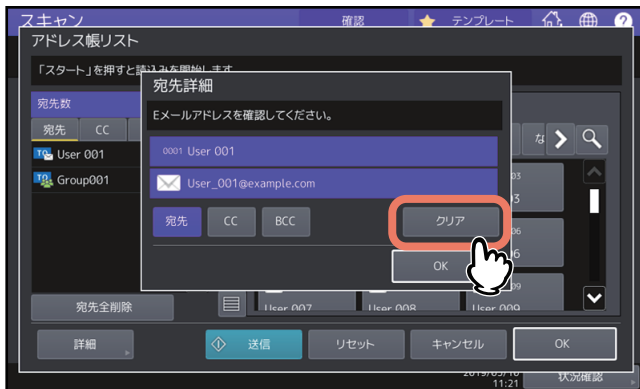 スキャン 確認 テンプレート ?
アドレス帳リスト
「スタート」を押すと読込みを開始します
宛先詳細
宛先数
Eメールアドレスを確認してください。
宛先 CC
な
0001 User 001
User 001
User_001@example.com
Group001
03
03
宛先 CC BCC クリア
06
06
OK
09
User 007 User 008 User 009
宛先全削除
詳細 送信 リセット キャンセル OK
2019/05/10
11:21
状況確認